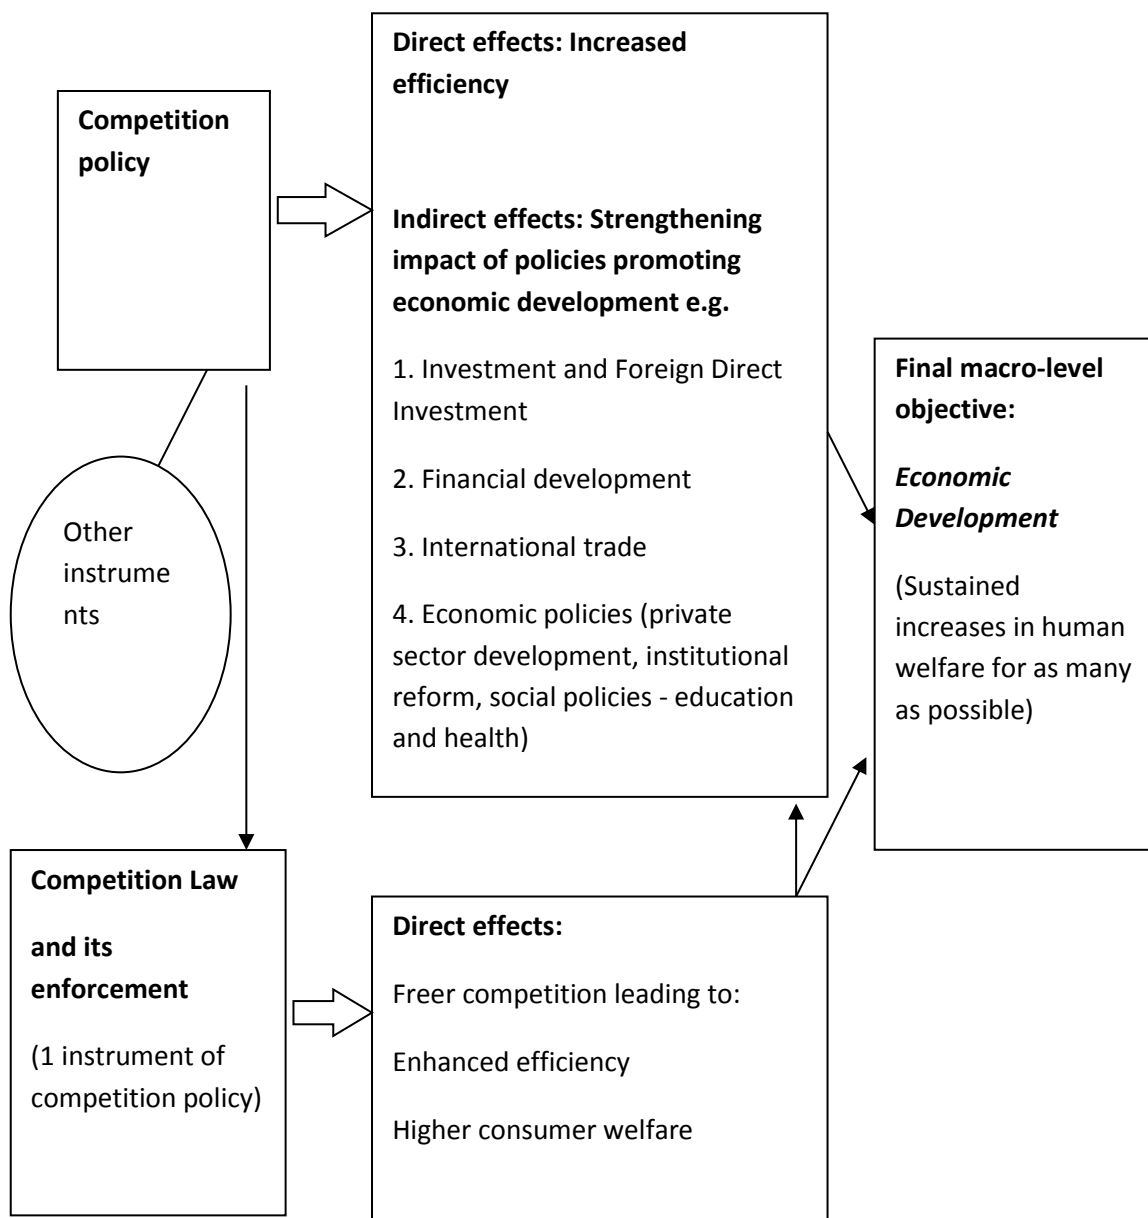 Competition
policy
Direct effects: Increased
efficiency
Indirect effects: Strengthening
impact of policies promoting
economic development e.g.
1. Investment and Foreign Direct
Investment
2. Financial development
3. International trade
4. Economic policies (private
sector development, institutional
reform, social policies - education
and health)
Final macro-level
objective:
Economic
Development
(Sustained
increases in human
welfare for as many
as possible)
Other
instrume
nts
Competition Law
and its
enforcement
(1 instrument of
competition policy)
Direct effects:
Freer competition leading to:
Enhanced efficiency
Higher consumer welfare